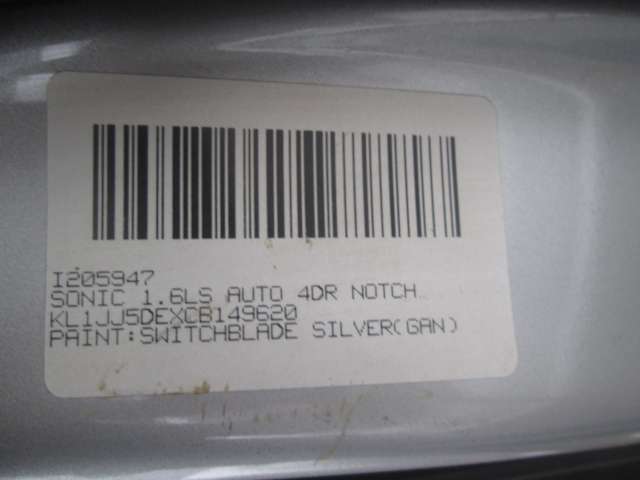 I205947
SONIC 1.6LS AUTO 4DR NOTCH
KL1JJ5DEXCB149620
PAINT:SWITCHBLADE SILVER(GAN)